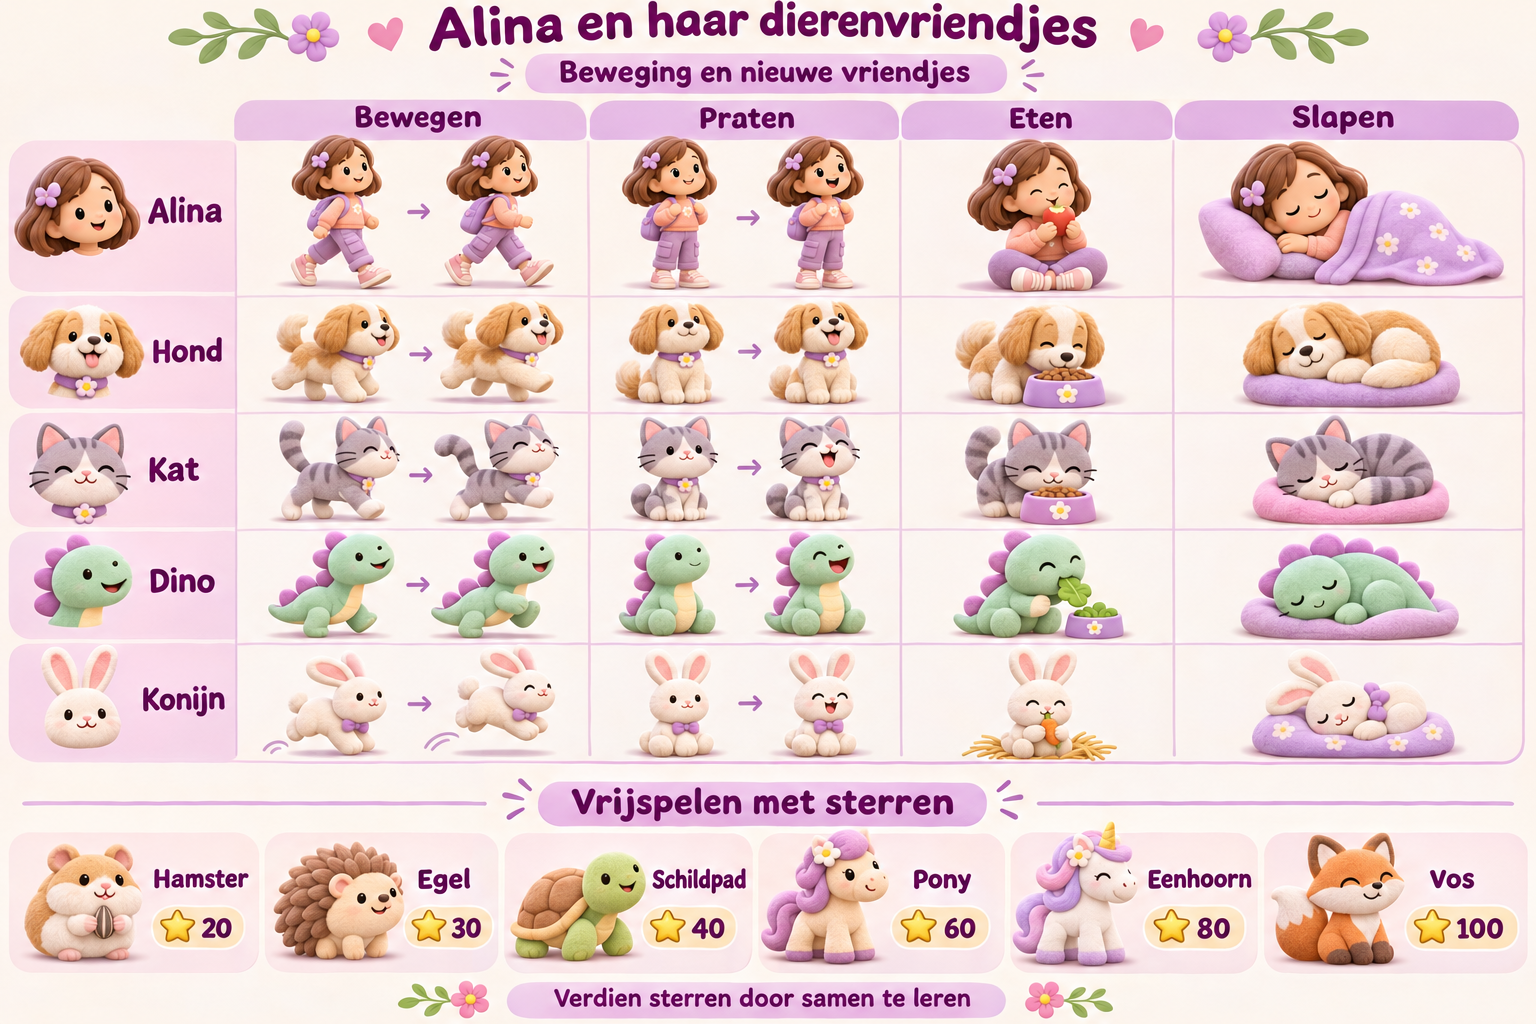 Alina en haar dierenvriendjes
Beweging en nieuwe vriendjes
Bewegen
Praten
Eten
Slapen
Alina
Hond
Kat
Dino
Konijn
Vrijspelen met sterren
Hamster
20
Egel
30
Schildpad
40
Pony
60
Eenhoorn
80
Vos
100
Verdien sterren door samen te leren